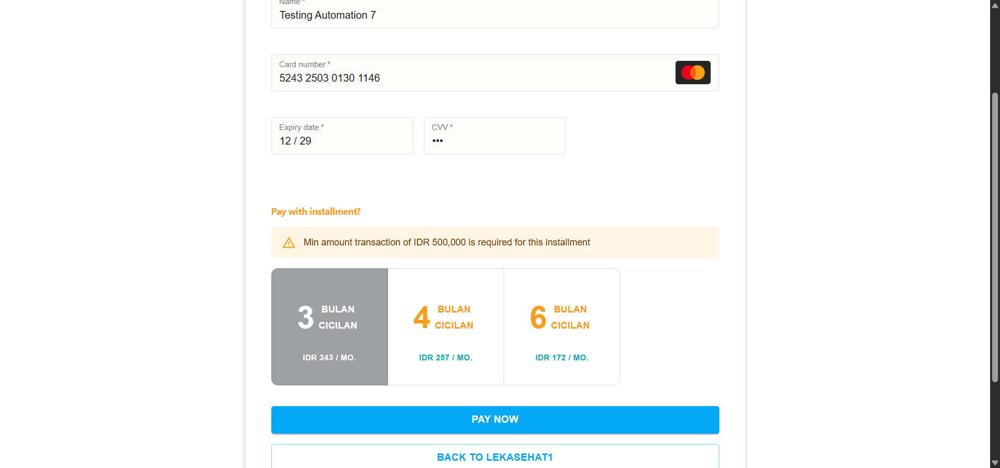 Name *
Testing Automation 7
Card number *
5243 2503 0130 1146
Expiry date *
12 / 29
CVV *
•••
Pay with installment?
Min amount transaction of IDR 500,000 is required for this installment
3 BULAN CICILAN
IDR 343 / MO.
4 BULAN CICILAN
IDR 257 / MO.
6 BULAN CICILAN
IDR 172 / MO.
PAY NOW
BACK TO LEKASEHAT1